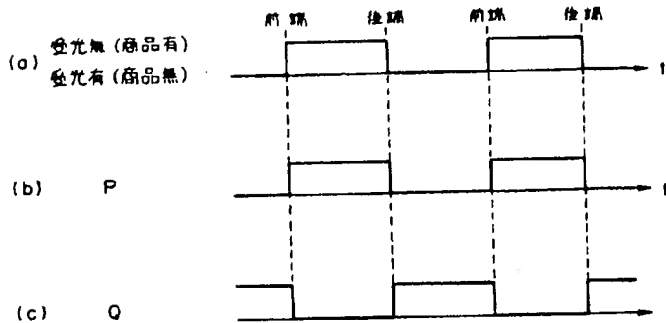 前端 後端 前端 後端
(a) 受光無 (商品有)
受光有 (商品無) t
(b) P t
(c) Q